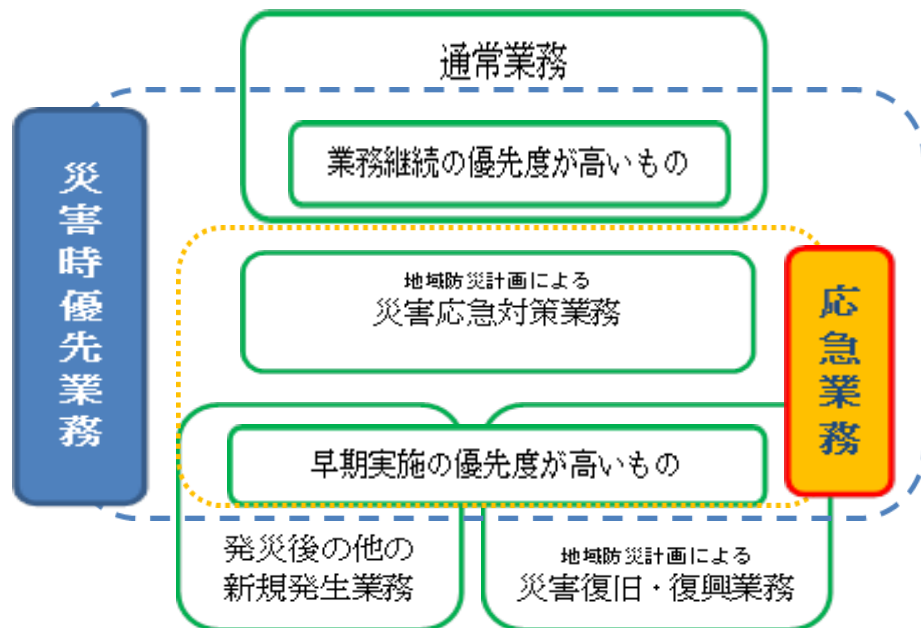 通常業務
業務継続の優先度が高いもの
災害時優先業務
地域防災計画による
災害応急対策業務
応急業務
早期実施の優先度が高いもの
発災後の他の
新規発生業務
地域防災計画による
災害復旧・復興業務